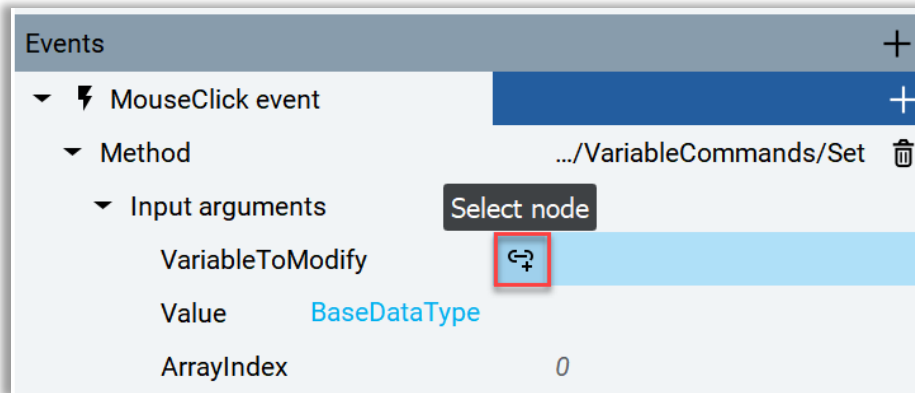 Events
MouseClick event
Method .../VariableCommands/Set
Input arguments
Select node
VariableToModify
Value BaseDataType
ArrayIndex 0